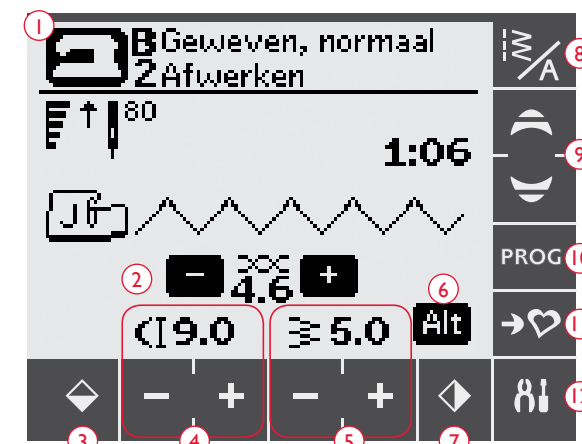 1
B Geweven, normaal
8
2 Afwerken
A
80
1:06
9
J
2
− 4.6 +
6
PROG
9.0
5.0
Alt
− +
− +
3
4
5
7